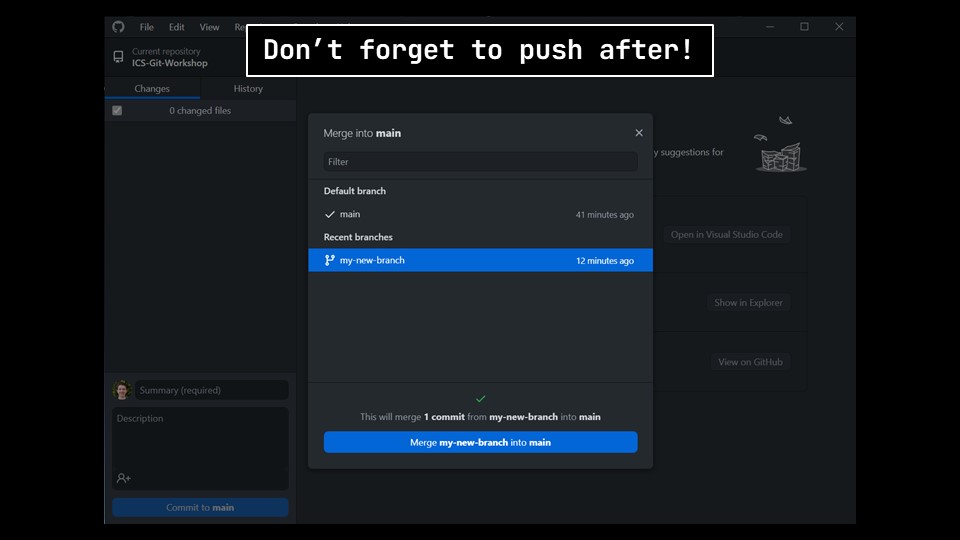 Don't forget to push after!
File Edit View
Current repository
ICS-Git-Workshop
Changes History
0 changed files
Merge into main
Filter
Default branch
main 41 minutes ago
Recent branches
my-new-branch 12 minutes ago
This will merge 1 commit from my-new-branch into main
Merge my-new-branch into main
y suggestions for
Open in Visual Studio Code
Show in Explorer
View on GitHub
Summary (required)
Description
Commit to main